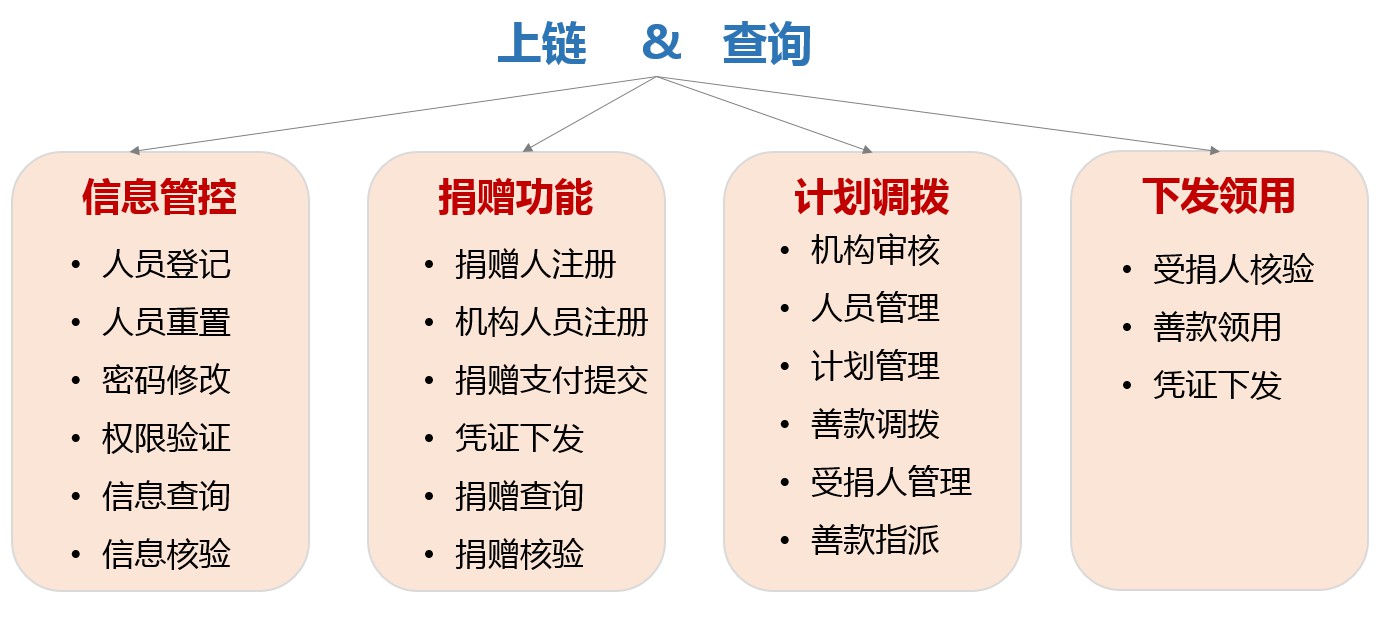 上链 & 查询
信息管控
• 人员登记
• 人员重置
• 密码修改
• 权限验证
• 信息查询
• 信息核验
捐赠功能
• 捐赠人注册
• 机构人员注册
• 捐赠支付提交
• 凭证下发
• 捐赠查询
• 捐赠核验
计划调拨
• 机构审核
• 人员管理
• 计划管理
• 善款调拨
• 受捐人管理
• 善款指派
下发领用
• 受捐人核验
• 善款领用
• 凭证下发